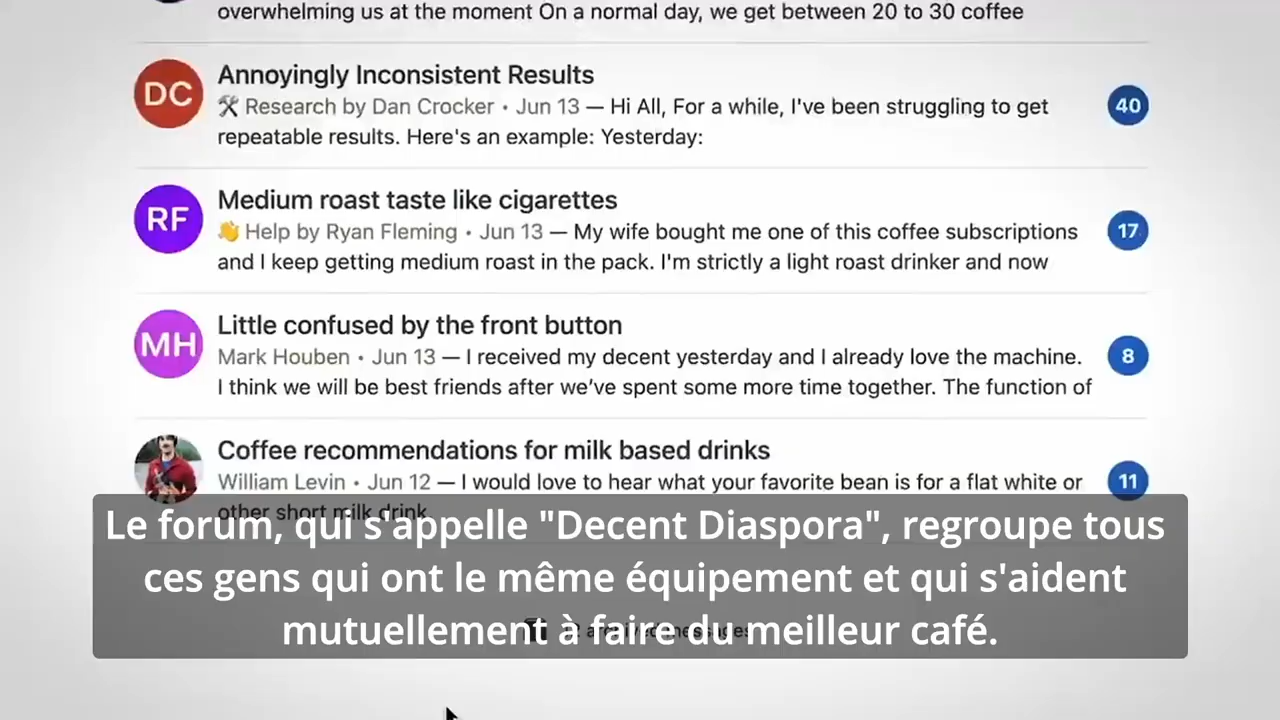 overwhelming us at the moment On a normal day, we get between 20 to 30 coffee
DC
Annoyingly Inconsistent Results
🛠 Research by Dan Crocker • Jun 13 — Hi All, For a while, I've been struggling to get
repeatable results. Here's an example: Yesterday:
40
RF
Medium roast taste like cigarettes
👋 Help by Ryan Fleming • Jun 13 — My wife bought me one of this coffee subscriptions
and I keep getting medium roast in the pack. I'm strictly a light roast drinker and now
17
MH
Little confused by the front button
Mark Houben • Jun 13 — I received my decent yesterday and I already love the machine.
I think we will be best friends after we've spent some more time together. The function of
8
Coffee recommendations for milk based drinks
William Levin • Jun 12 — I would love to hear what your favorite bean is for a flat white or
other short milk drink.
11
Le forum, qui s'appelle "Decent Diaspora", regroupe tous
ces gens qui ont le même équipement et qui s'aident
mutuellement à faire du meilleur café.